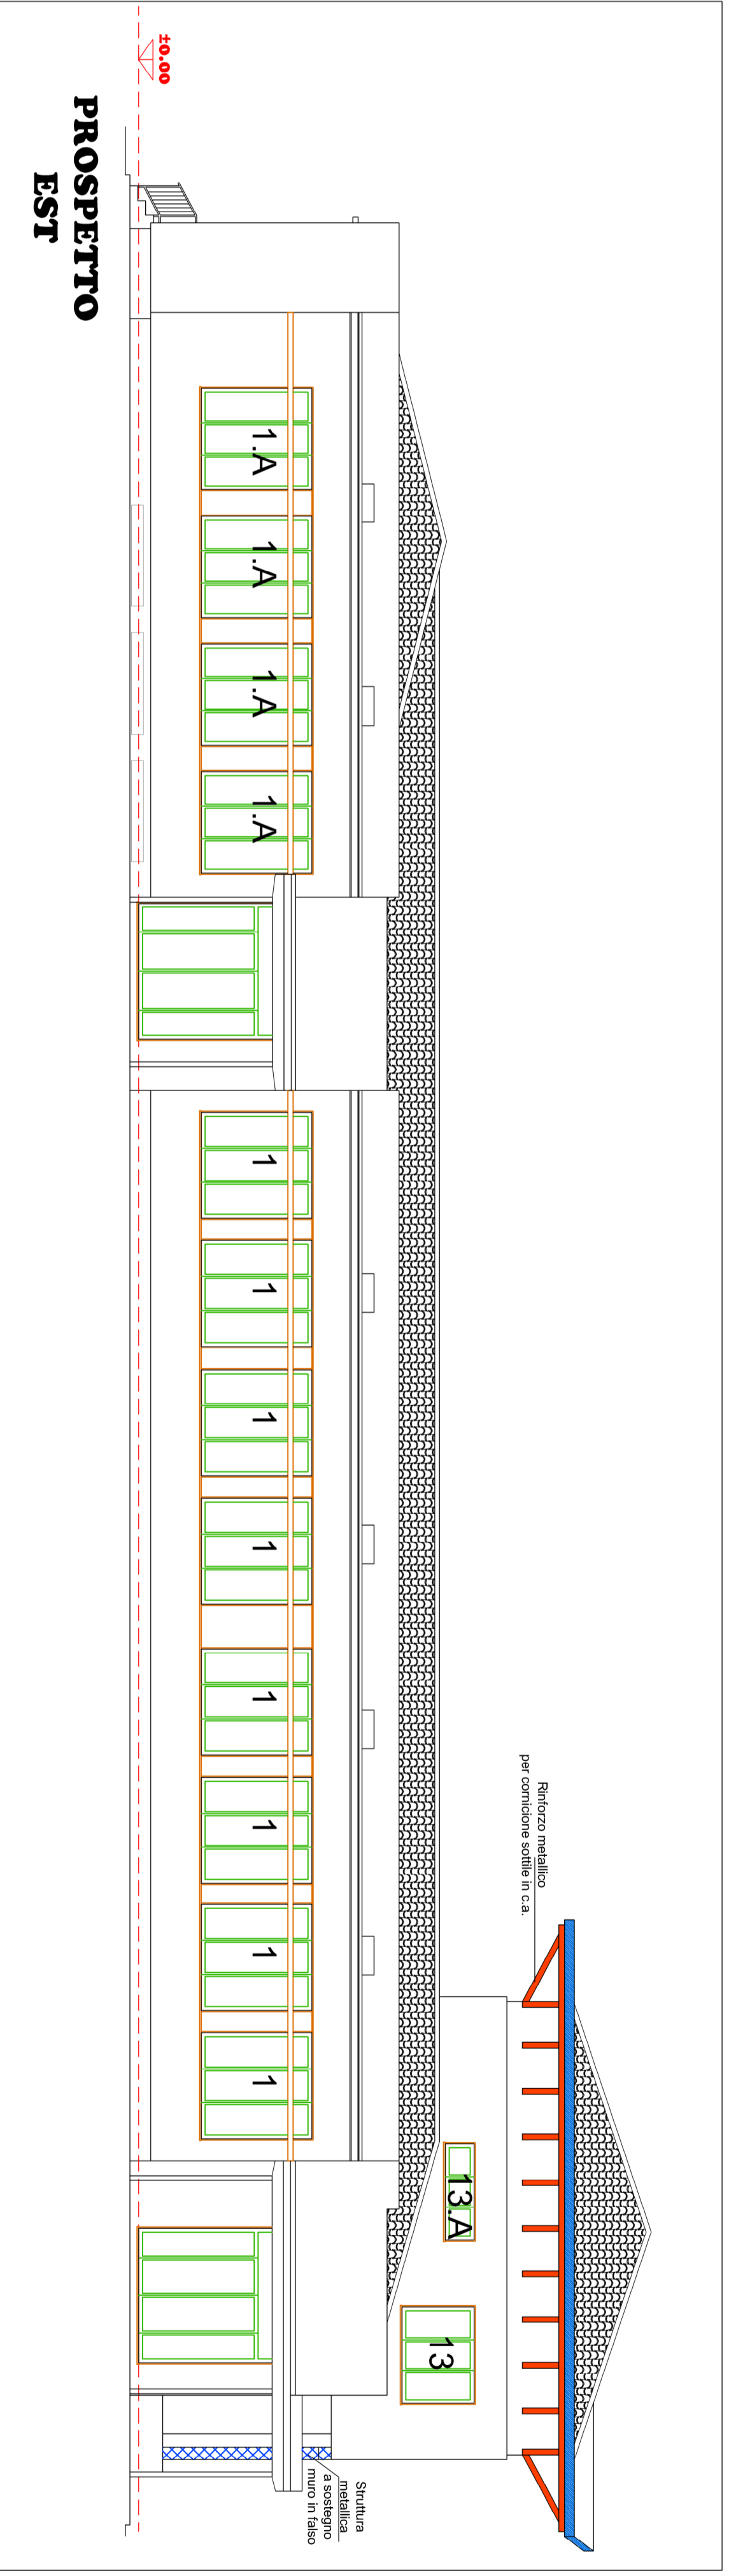 Rinforzo metallico
per cornicione sottile in c.a.
13.A
13
1.A
1.A
1.A
1.A
1
1
1
1
1
1
1
1
Struttura
metallica
a sostegno
muro in falso
±0.00
PROSPETTO
EST